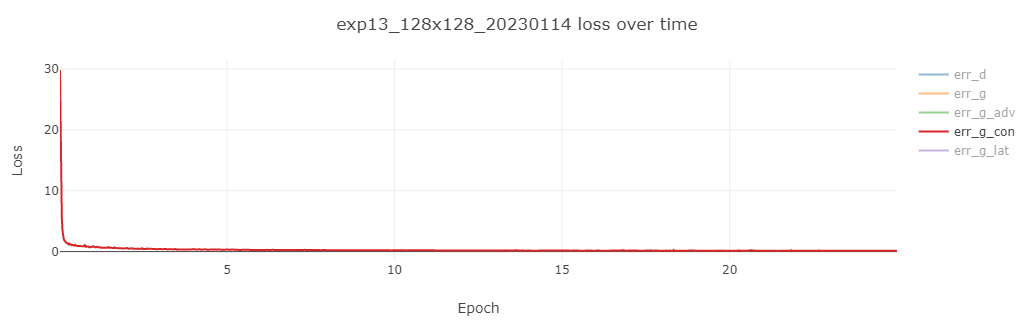 exp13_128x128_20230114 loss over time
30
20
10
0
Loss
5
10
15
20
Epoch
err_d
err_g
err_g_adv
err_g_con
err_g_lat